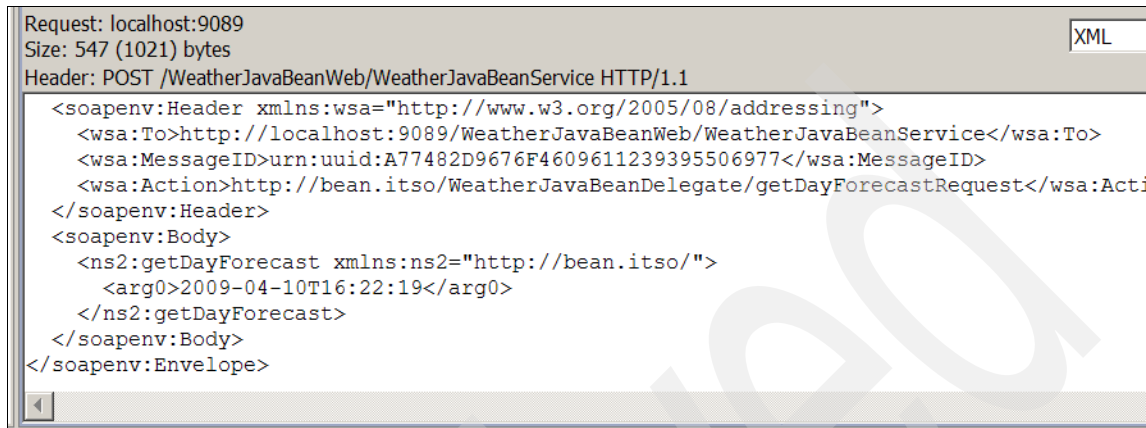 Request: localhost:9089
Size: 547 (1021) bytes
XML
Header: POST /WeatherJavaBeanWeb/WeatherJavaBeanService HTTP/1.1
<soapenv:Header xmlns:wsa="http://www.w3.org/2005/08/addressing">
<wsa:To>http://localhost:9089/WeatherJavaBeanWeb/WeatherJavaBeanService</wsa:To>
<wsa:MessageID>urn:uuid:A77482D9676F4609611239395506977</wsa:MessageID>
<wsa:Action>http://bean.itso/WeatherJavaBeanDelegate/getDayForecastRequest</wsa:Acti
</soapenv:Header>
<soapenv:Body>
<ns2:getDayForecast xmlns:ns2="http://bean.itso/">
<arg0>2009-04-10T16:22:19</arg0>
</ns2:getDayForecast>
</soapenv:Body>
</soapenv:Envelope>